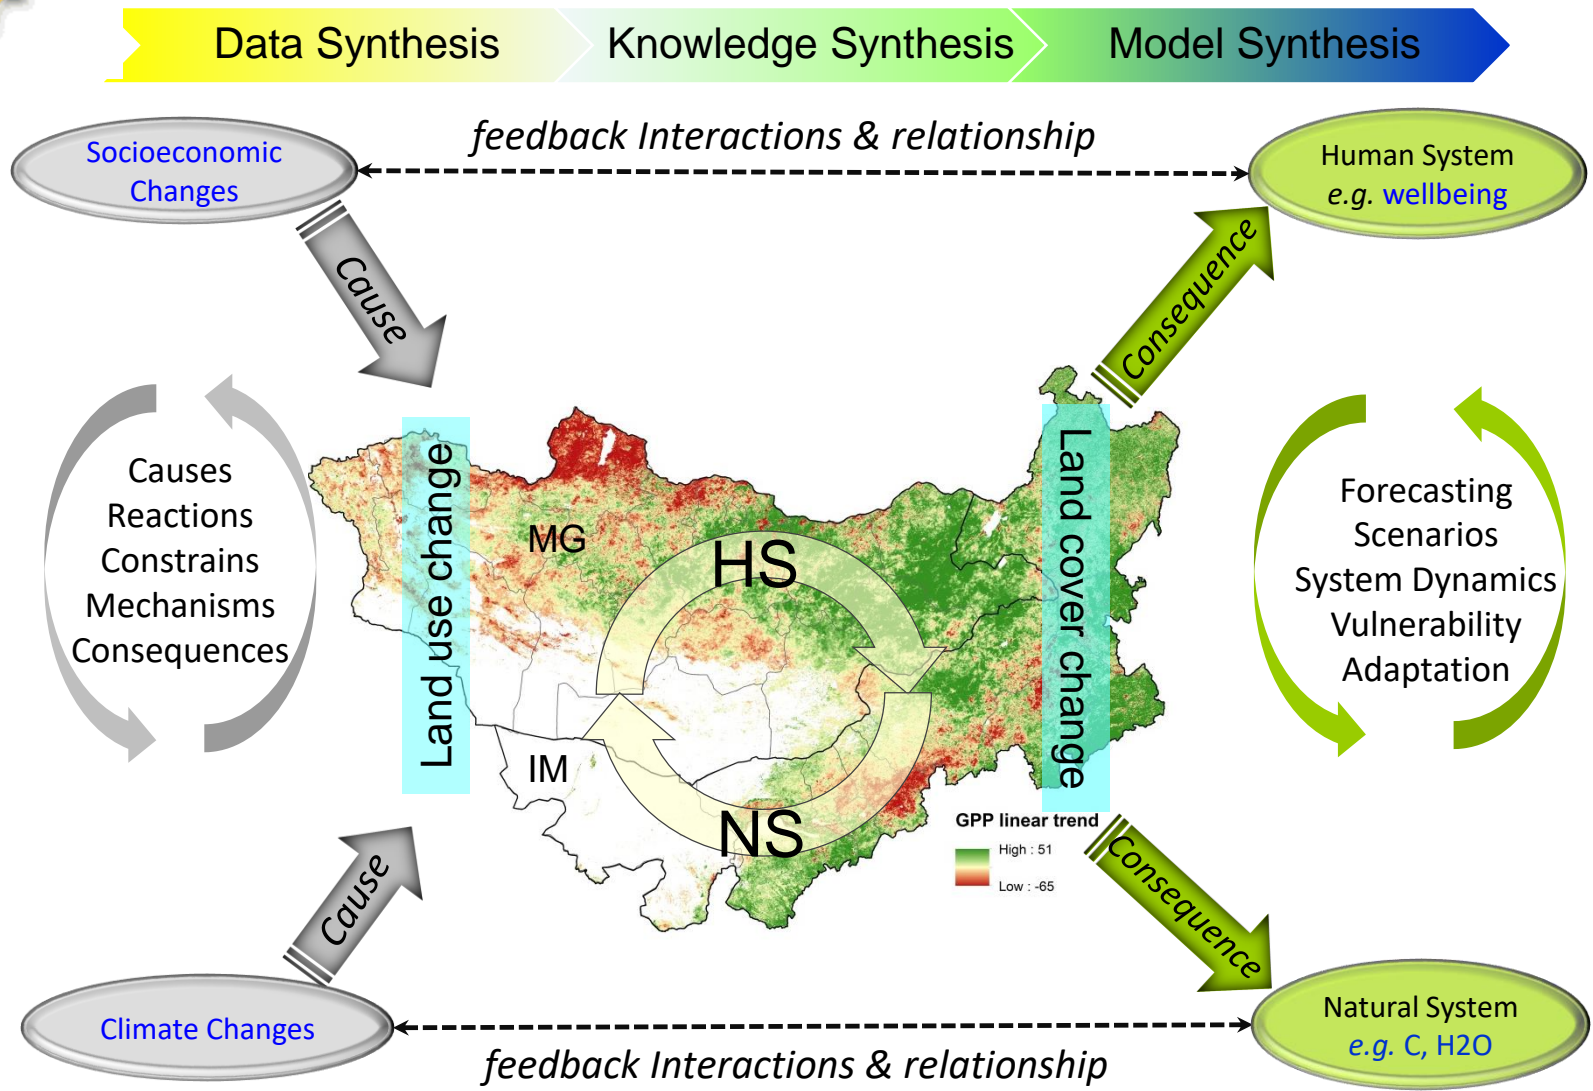 Data Synthesis
Knowledge Synthesis
Model Synthesis
feedback Interactions & relationship
Socioeconomic
Changes
Human System
e.g. wellbeing
Cause
Consequence
Causes
Reactions
Constrains
Mechanisms
Consequences
Land use change
MG
HS
IM
NS
Land cover change
Forecasting
Scenarios
System Dynamics
Vulnerability
Adaptation
GPP linear trend
High : 51
Low : -65
Cause
Consequence
Climate Changes
Natural System
e.g. C, H2O
feedback Interactions & relationship